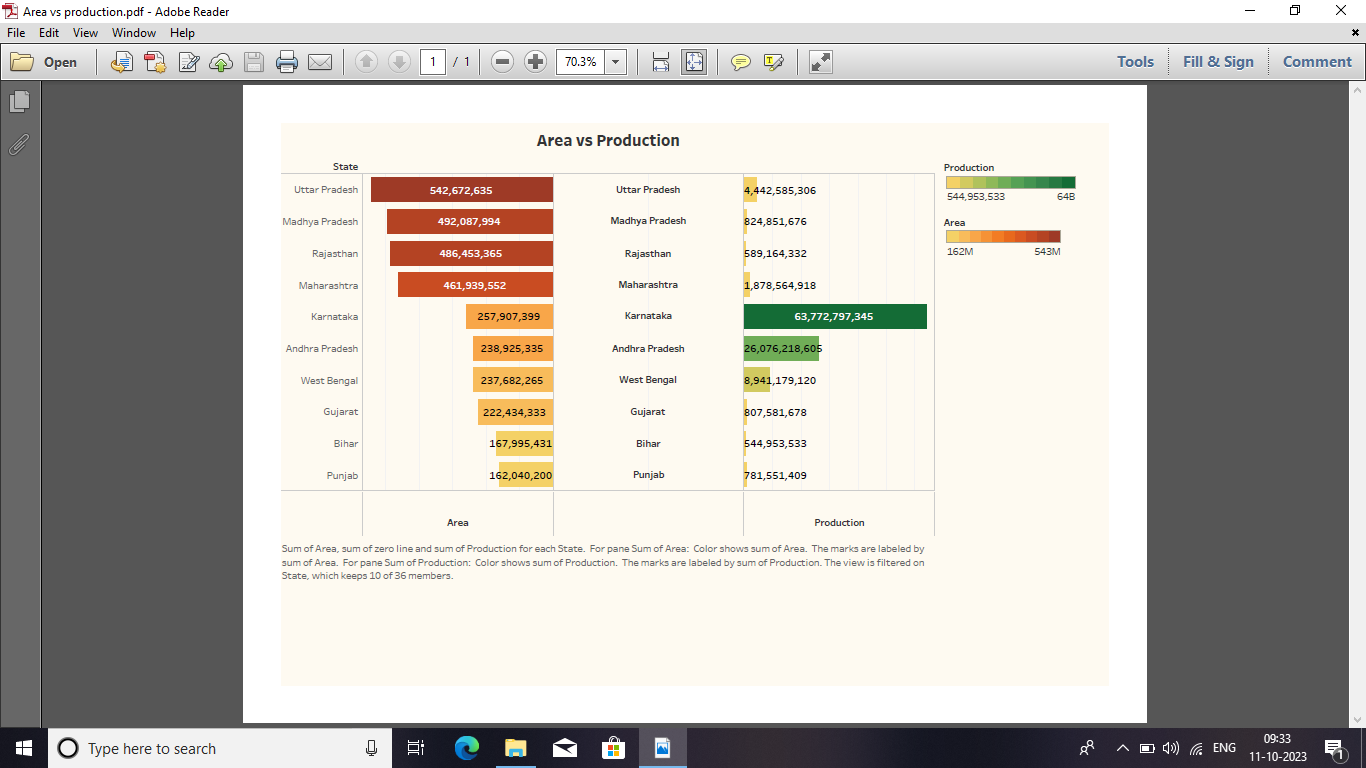 Area vs production.pdf - Adobe Reader
File Edit View Window Help
Open 1 / 1 70.3% Tools Fill & Sign Comment
Area vs Production
State
Uttar Pradesh 542,672,635 Uttar Pradesh 4,442,585,306
Madhya Pradesh 492,087,994 Madhya Pradesh 824,851,676
Rajasthan 486,453,365 Rajasthan 589,164,332
Maharashtra 461,939,552 Maharashtra 1,878,564,918
Karnataka 257,907,399 Karnataka 63,772,797,345
Andhra Pradesh 238,925,335 Andhra Pradesh 26,076,218,605
West Bengal 237,682,265 West Bengal 8,941,179,120
Gujarat 222,434,333 Gujarat 807,581,678
Bihar 167,995,431 Bihar 544,953,533
Punjab 162,040,200 Punjab 781,551,409
Area Production
Production
544,953,533 64B
Area
162M 543M
Sum of Area, sum of zero line and sum of Production for each State. For pane Sum of Area: Color shows sum of Area. The marks are labeled by
sum of Area. For pane Sum of Production: Color shows sum of Production. The marks are labeled by sum of Production. The view is filtered on
State, which keeps 10 of 36 members.
Type here to search
ENG
09:33
11-10-2023
1